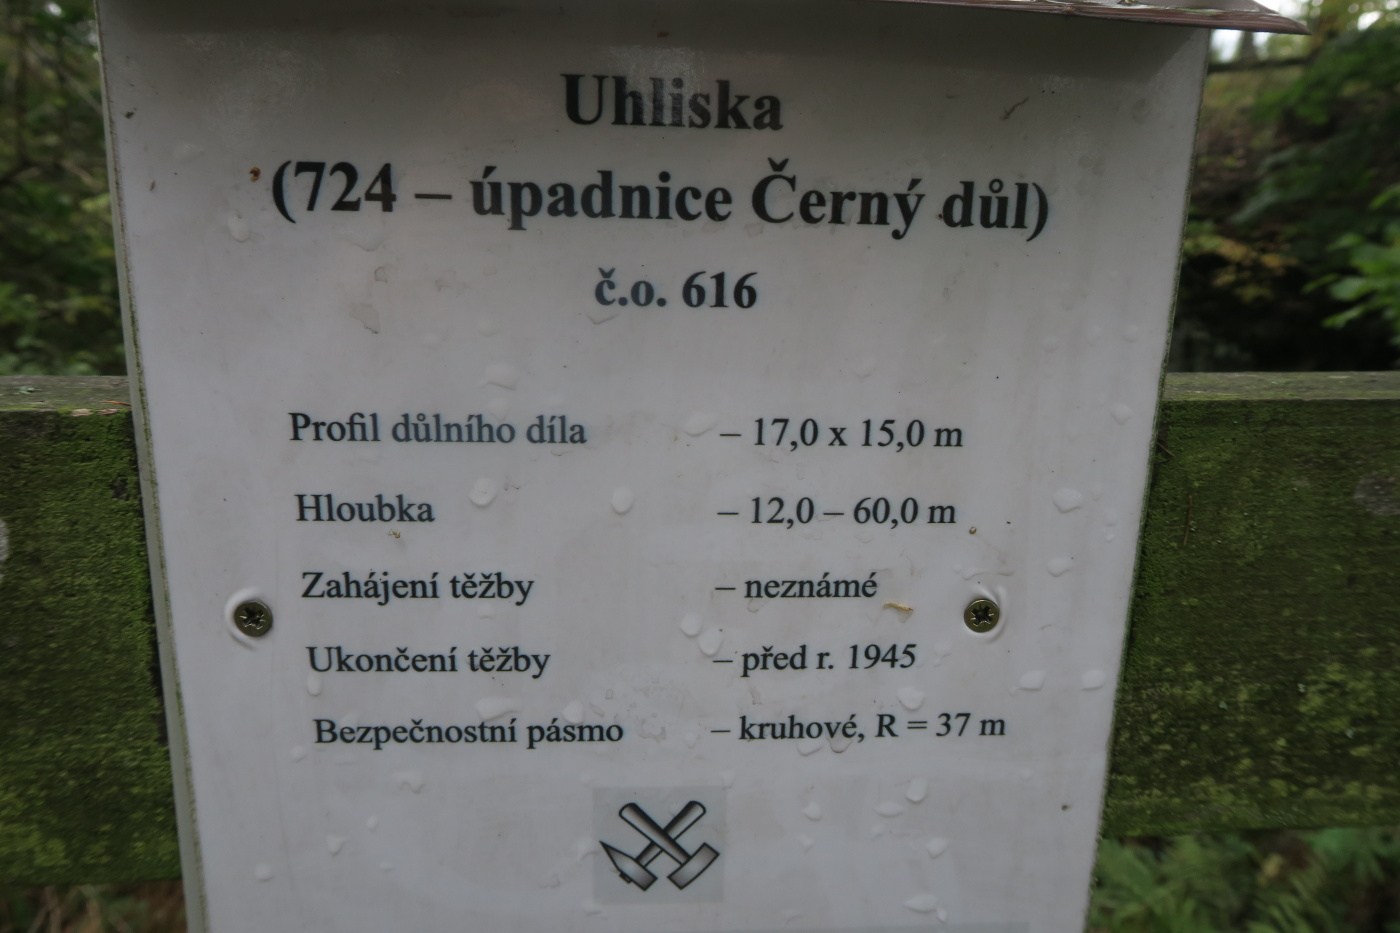 Uhliska
(724 – úpadnice Černý důl)
č.o. 616
Profil důlního díla – 17,0 x 15,0 m
Hloubka – 12,0 – 60,0 m
Zahájení těžby – neznámé
Ukončení těžby – před r. 1945
Bezpečnostní pásmo – kruhové, R = 37 m